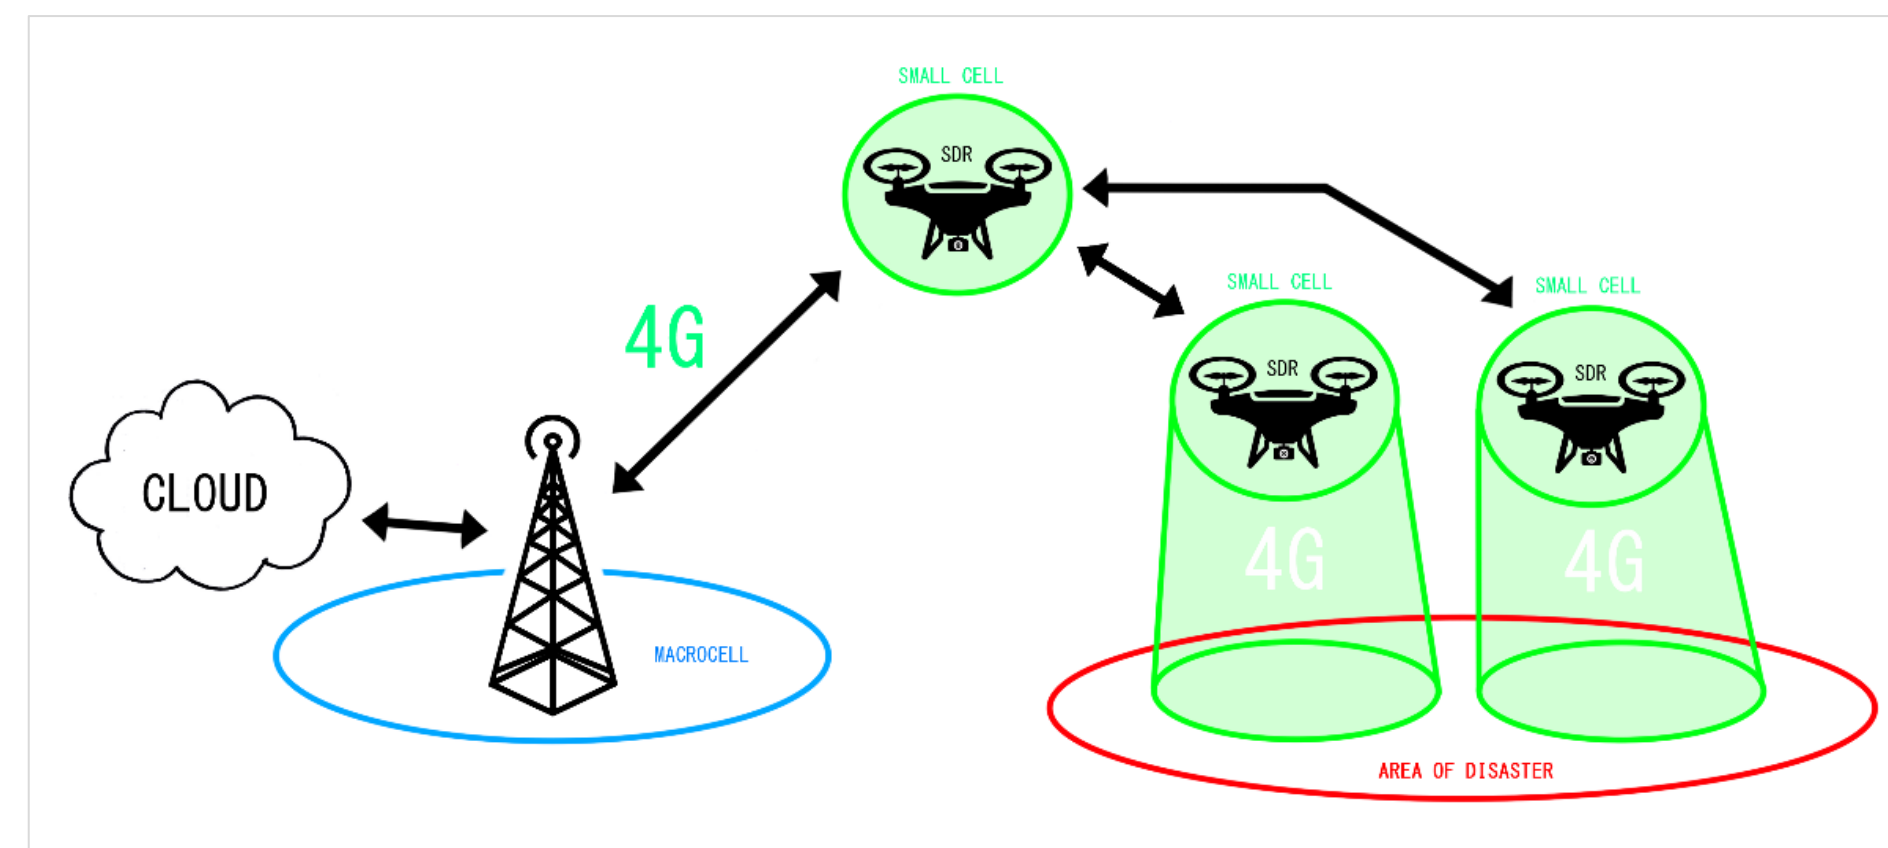 SMALL CELL
SDR
SMALL CELL
SMALL CELL
4G
SDR
SDR
CLOUD
4G
4G
MACROCELL
AREA OF DISASTER